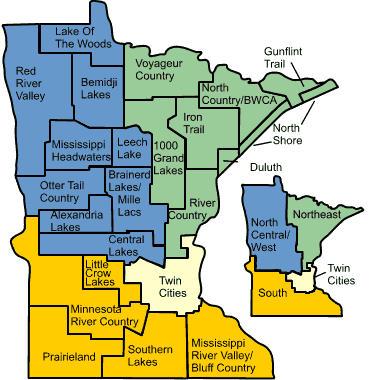 Lake Of
The Woods
Red
River
Valley
Bemidji
Lakes
Voyageur
Country
Gunflint
Trail
North
Country/BWCA
Iron
Trail
North
Shore
Mississippi
Headwaters
Leech
Lake
1000
Grand
Lakes
Duluth
Otter Tail
Country
Brainerd
Lakes/
Mille
Lacs
River
Country
Alexandria
Lakes
Central
Lakes
Little
Crow
Lakes
Twin
Cities
Minnesota
River Country
Prairieland
Southern
Lakes
Mississippi
River Valley/
Bluff Country
Northeast
North
Central/
West
Twin
Cities
South